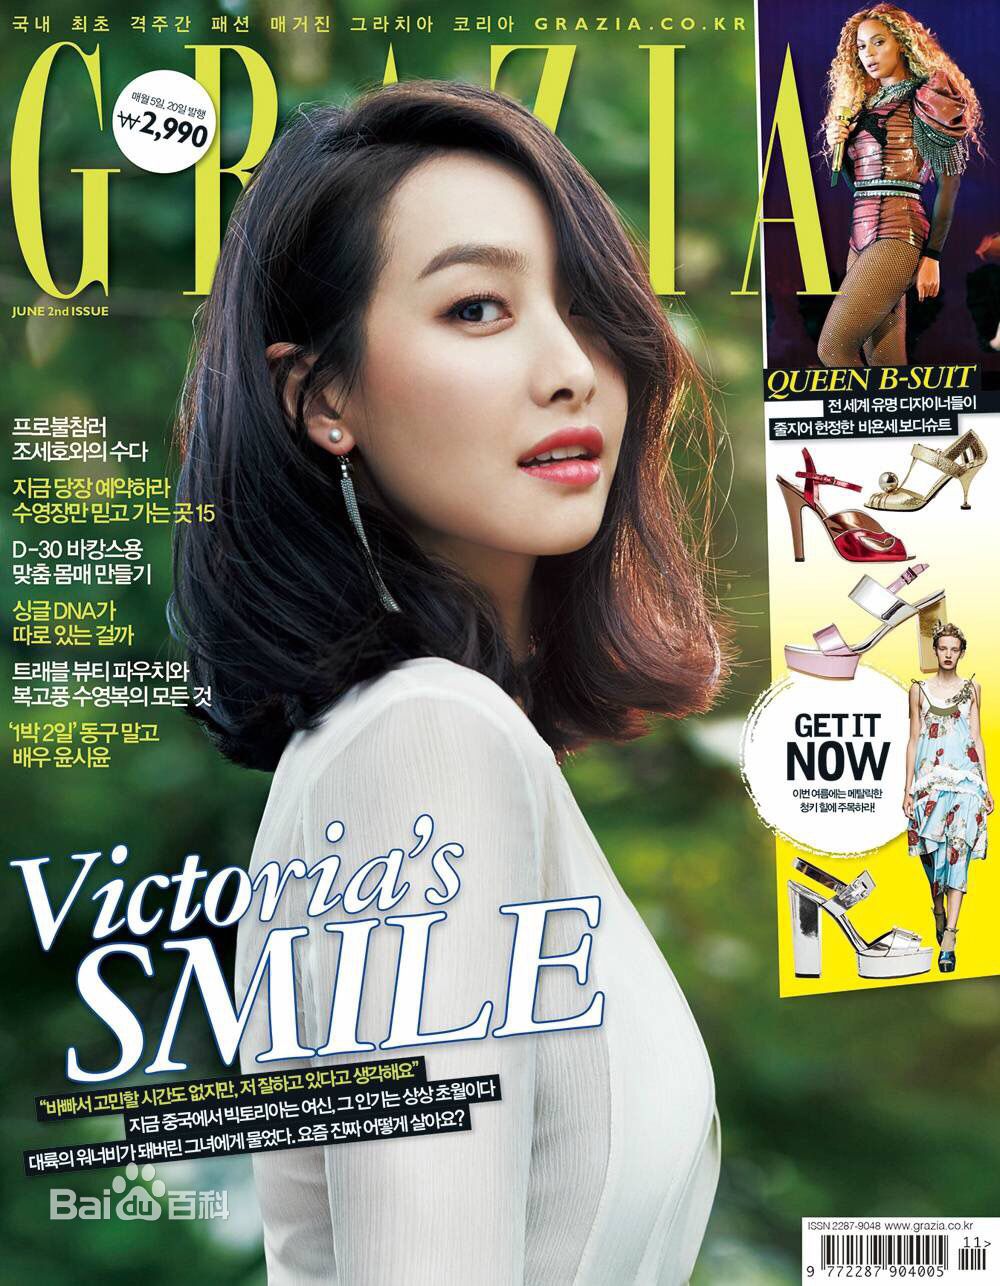 국내 최초 격주간 패션 매거진 그라치아 코리아 GRAZIA.CO.KR
GRAZIA
매월 5일, 20일 발행
₩2,990
JUNE 2nd ISSUE
프로불참러
조세호와의 수다
지금 당장 예약하라
수영장만 믿고 가는 곳 15
D-30 바캉스용
맞춤 몸매 만들기
싱글 DNA가
따로 있는 걸까
트래블 뷰티 파우치와
복고풍 수영복의 모든 것
‘1박 2일’ 동구 말고
배우 윤시윤
QUEEN B-SUIT
전 세계 유명 디자이너들이
줄지어 헌정한 비욘세 보디슈트
GET IT
NOW
이번 여름에는 메탈릭한
청키 힐에 주목하라!
Victoria's
SMILE
“바빠서 고민할 시간도 없지만, 저 잘하고 있다고 생각해요”
지금 중국에서 빅토리아는 여신, 그 인기는 상상 초월이다
대륙의 워너비가 돼버린 그녀에게 물었다. 요즘 진짜 어떻게 살아요?
Bai du 百科
ISSN 2287-9048 www.grazia.co.kr
11>
9 772287 904005